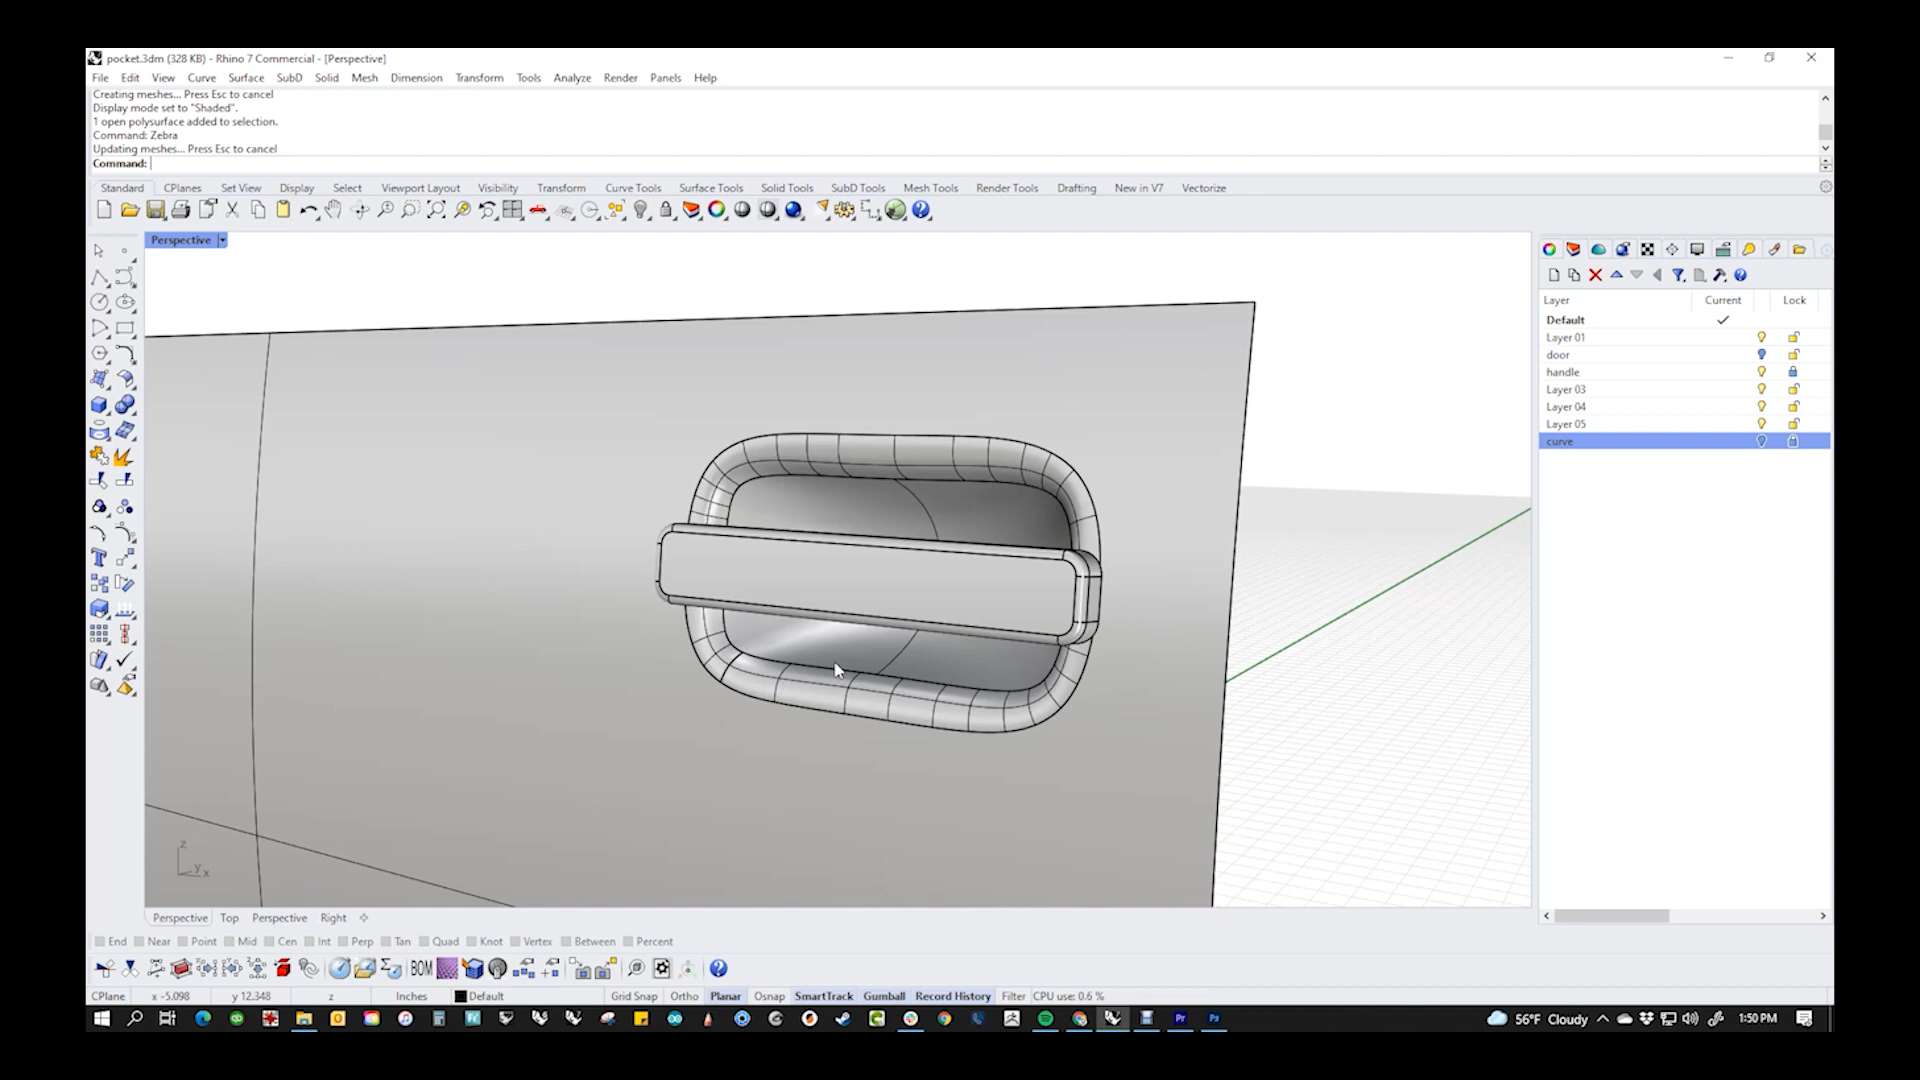 pocket.3dm (328 KB) - Rhino 7 Commercial - [Perspective]
File Edit View Curve Surface SubD Solid Mesh Dimension Transform Tools Analyze Render Panels Help
Creating meshes... Press Esc to cancel
Display mode set to "Shaded".
1 open polysurface added to selection.
Command: Zebra
Updating meshes... Press Esc to cancel
Command:
Standard CPlanes Set View Display Select Viewport Layout Visibility Transform Curve Tools Surface Tools Solid Tools SubD Tools Mesh Tools Render Tools Drafting New in V7 Vectorize
Perspective
Layer Current Lock
Default
Layer 01
door
handle
Layer 03
Layer 04
Layer 05
curve
z
y x
Perspective Top Perspective Right
End Near Point Mid Cen Int Perp Tan Quad Knot Vertex Between Percent
BOM
CPlane x -5.098 y 12.348 z Inches Default Grid Snap Ortho Planar Osnap SmartTrack Gumball Record History Filter CPU use: 0.6 %
56°F Cloudy 1:50 PM